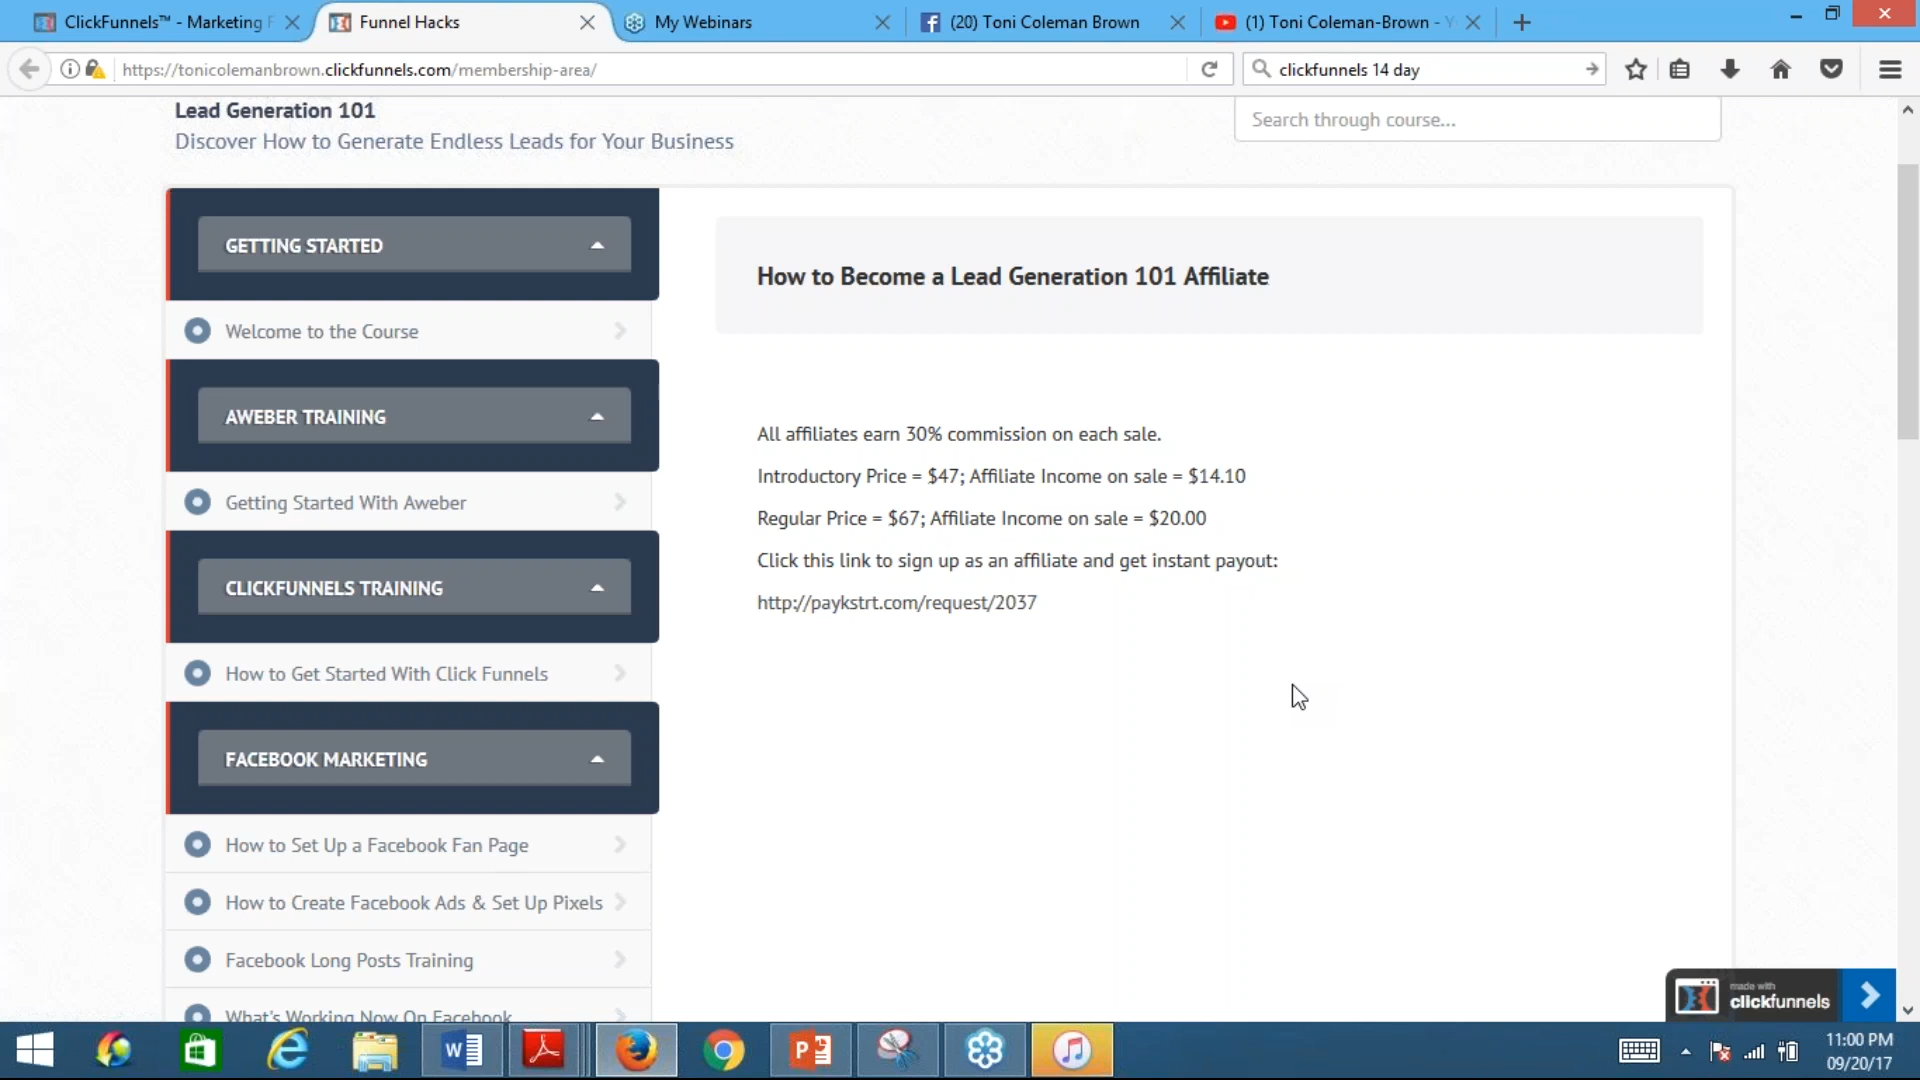 ClickFunnels™ - Marketing F
Funnel Hacks
My Webinars
(20) Toni Coleman Brown
(1) Toni Coleman-Brown - Y
https://tonicolemanbrown.clickfunnels.com/membership-area/
clickfunnels 14 day
Lead Generation 101
Discover How to Generate Endless Leads for Your Business
Search through course...
GETTING STARTED
Welcome to the Course
AWEBER TRAINING
Getting Started With Aweber
CLICKFUNNELS TRAINING
How to Get Started With Click Funnels
FACEBOOK MARKETING
How to Set Up a Facebook Fan Page
How to Create Facebook Ads & Set Up Pixels
Facebook Long Posts Training
What's Working Now On Facebook
How to Become a Lead Generation 101 Affiliate
All affiliates earn 30% commission on each sale.
Introductory Price = $47; Affiliate Income on sale = $14.10
Regular Price = $67; Affiliate Income on sale = $20.00
Click this link to sign up as an affiliate and get instant payout:
http://paykstrt.com/request/2037
made with
clickfunnels
11:00 PM
09/20/17